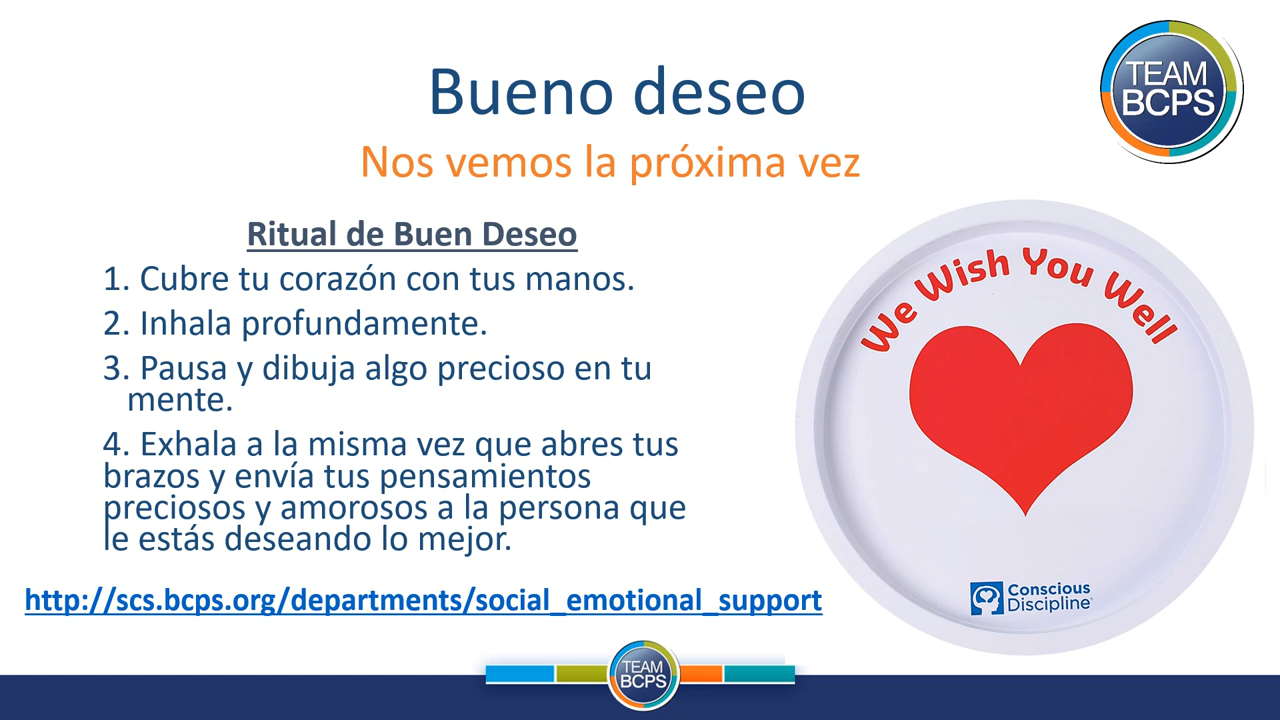 Bueno deseo
Nos vemos la próxima vez
TEAM
BCPS
Ritual de Buen Deseo
1. Cubre tu corazón con tus manos.
2. Inhala profundamente.
3. Pausa y dibuja algo precioso en tu
mente.
4. Exhala a la misma vez que abres tus
brazos y envía tus pensamientos
preciosos y amorosos a la persona que
le estás deseando lo mejor.
http://scs.bcps.org/departments/social_emotional_support
We Wish You Well
Conscious
Discipline
TEAM
BCPS